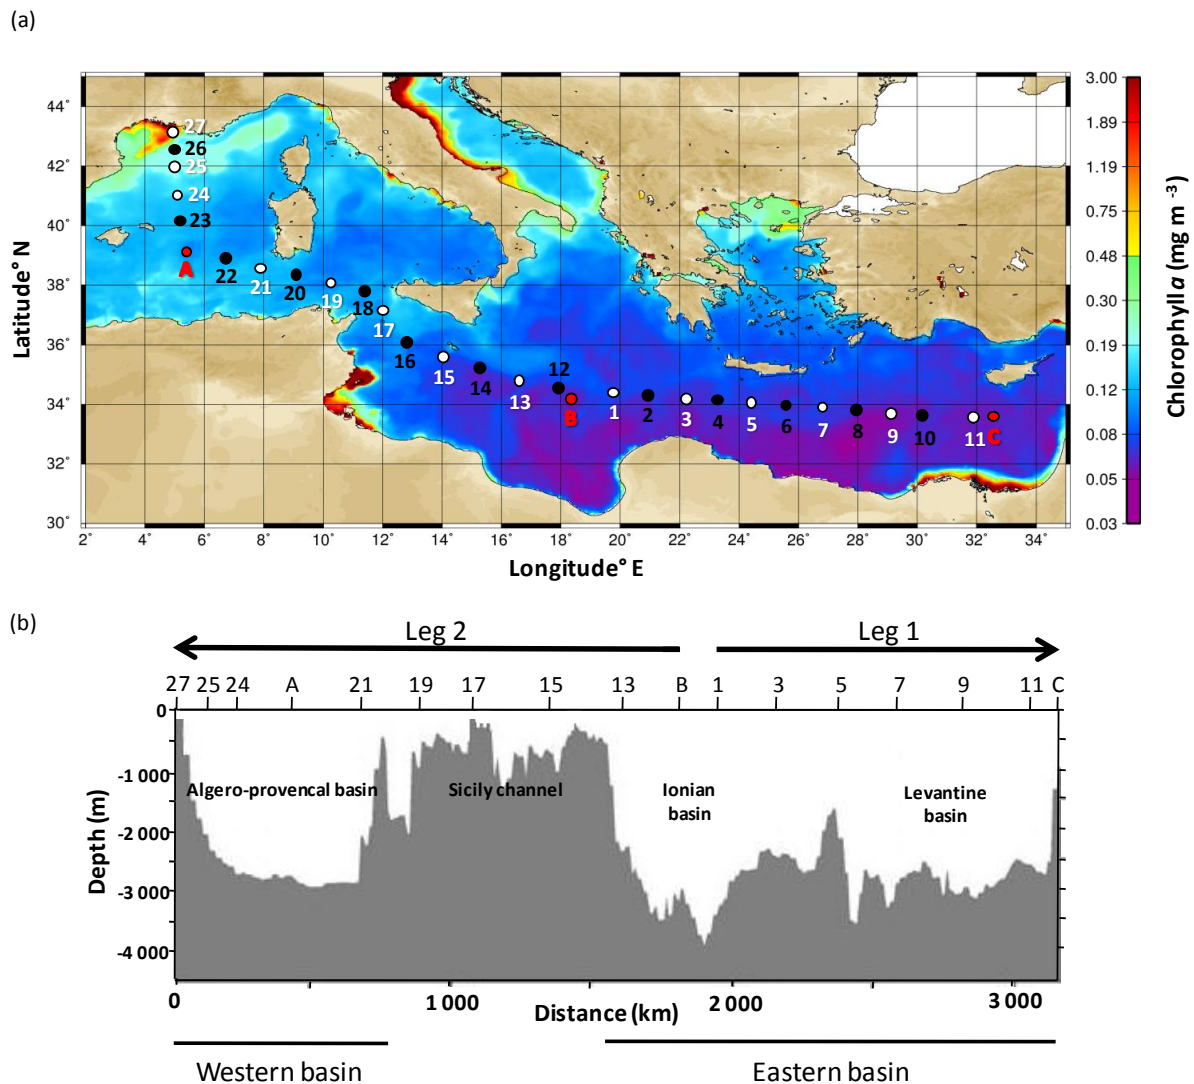 (a)
44°
42°
40°
38°
36°
34°
32°
30°
Latitude° N
2° 4° 6° 8° 10° 12° 14° 16° 18° 20° 22° 24° 26° 28° 30° 32° 34°
Longitude° E
27
26
25
24
23
A
22
21
20
19
18
17
16
15
14
13
12
B
1
2
3
4
5
6
7
8
9
10
11
C
3.00
1.89
1.19
0.75
0.48
0.30
0.19
0.12
0.08
0.05
0.03
Chlorophyll a (mg m -3)
(b)
Leg 2 Leg 1
27 25 24 A 21 19 17 15 13 B 1 3 5 7 9 11 C
0
-1 000
-2 000
-3 000
-4 000
Depth (m)
Algero-provencal basin
Sicily channel
Ionian
basin
Levantine
basin
0 1 000 2 000 3 000
Distance (km)
Western basin Eastern basin